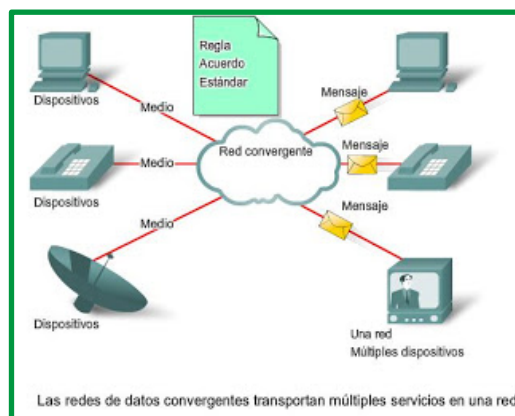 Regla
Acuerdo
Estándar
Dispositivos
Medio
Mensaje
Red convergente
Mensaje
Medio
Dispositivos
Medio
Mensaje
Dispositivos
Una red
Múltiples dispositivos
Las redes de datos convergentes transportan múltiples servicios en una red